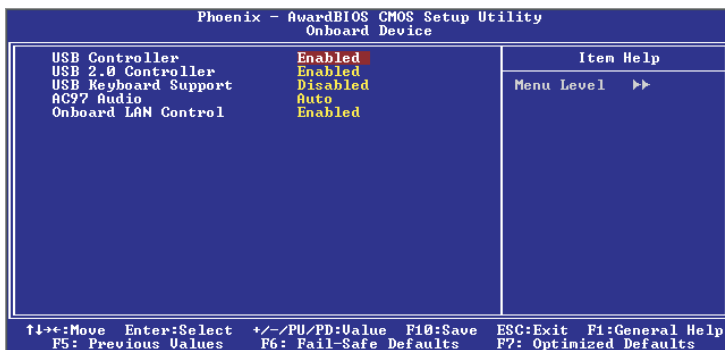 Phoenix - AwardBIOS CMOS Setup Utility
Onboard Device
USB Controller Enabled
USB 2.0 Controller Enabled
USB Keyboard Support Disabled
AC97 Audio Auto
Onboard LAN Control Enabled
Item Help
Menu Level ►►
↑↓→←:Move Enter:Select +/-/PU/PD:Value F10:Save ESC:Exit F1:General Help
F5: Previous Values F6: Fail-Safe Defaults F7: Optimized Defaults